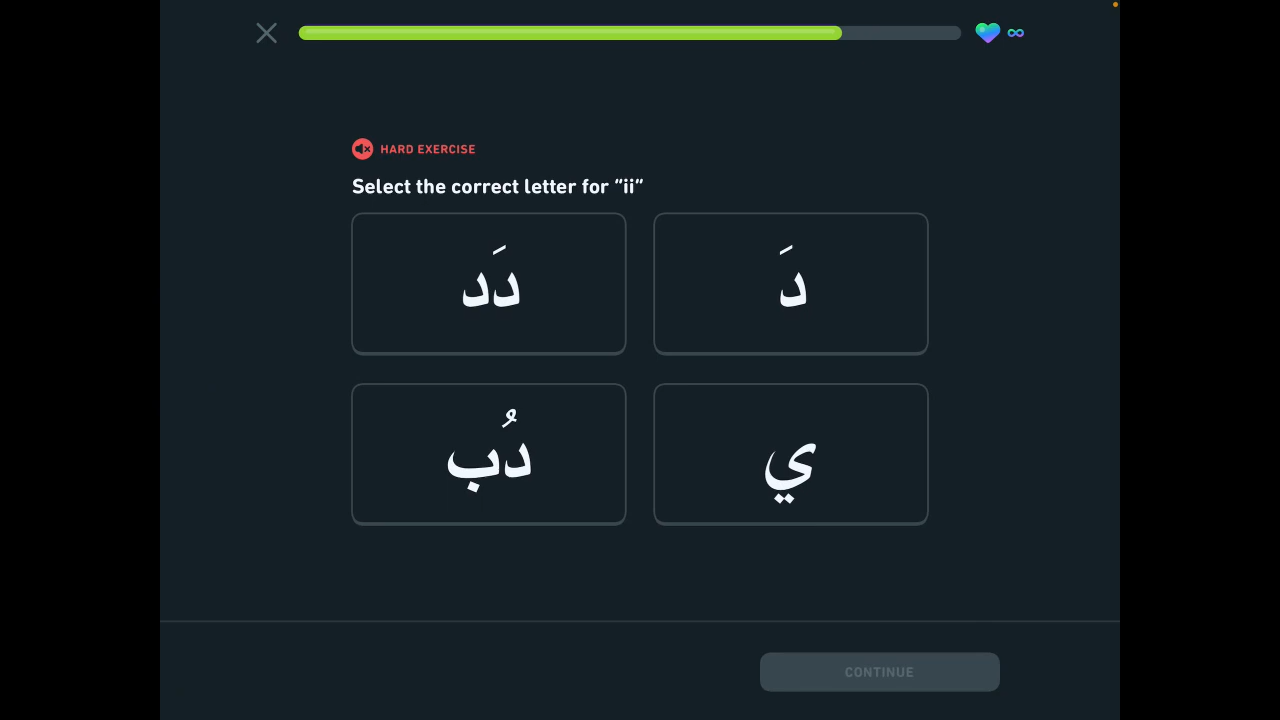 HARD EXERCISE
Select the correct letter for “ii”
دَد
دَ
دُب
ي
CONTINUE